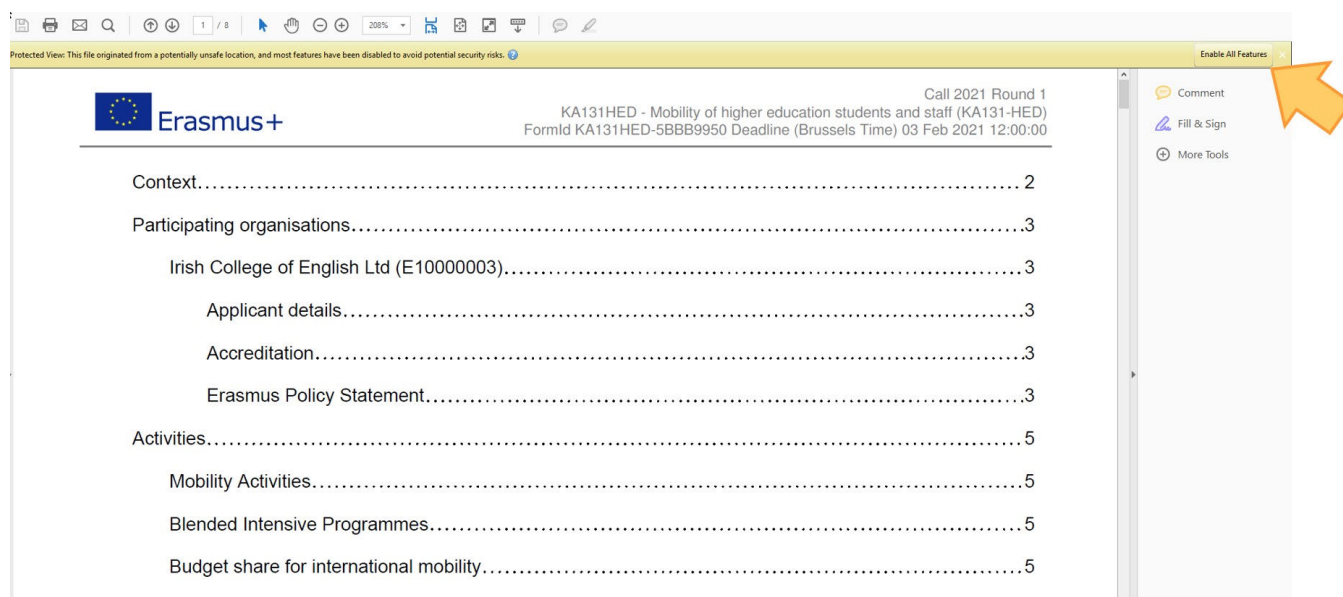 1 / 8
208%
Protected View: This file originated from a potentially unsafe location, and most features have been disabled to avoid potential security risks.
Enable All Features
Erasmus+
Call 2021 Round 1
KA131HED - Mobility of higher education students and staff (KA131-HED)
FormId KA131HED-5BBB9950 Deadline (Brussels Time) 03 Feb 2021 12:00:00
Comment
Fill & Sign
More Tools
Context 2
Participating organisations 3
Irish College of English Ltd (E10000003) 3
Applicant details 3
Accreditation 3
Erasmus Policy Statement 3
Activities 5
Mobility Activities 5
Blended Intensive Programmes 5
Budget share for international mobility 5